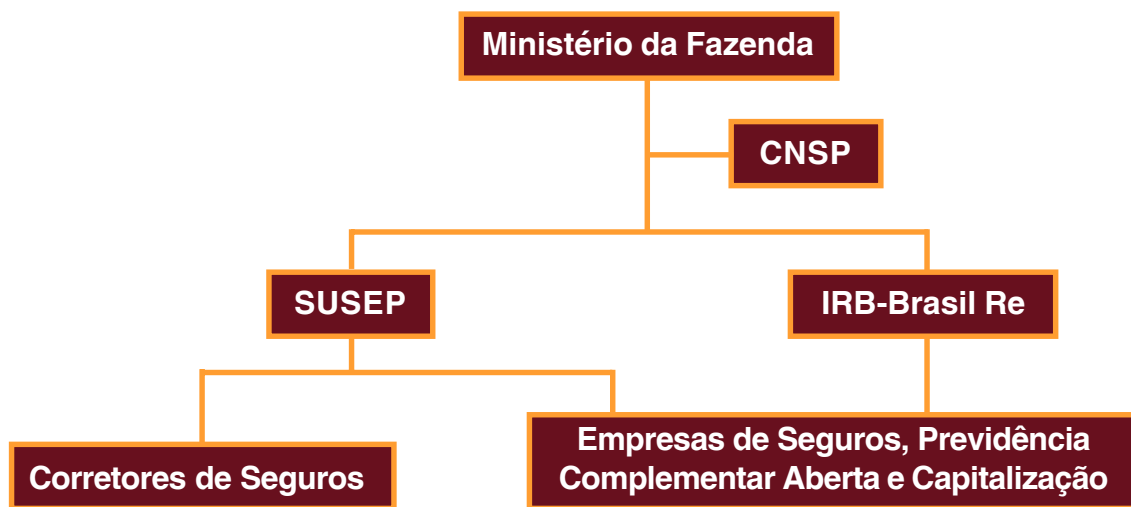 Ministério da Fazenda
CNSP
SUSEP
IRB-Brasil Re
Corretores de Seguros
Empresas de Seguros, Previdência
Complementar Aberta e Capitalização